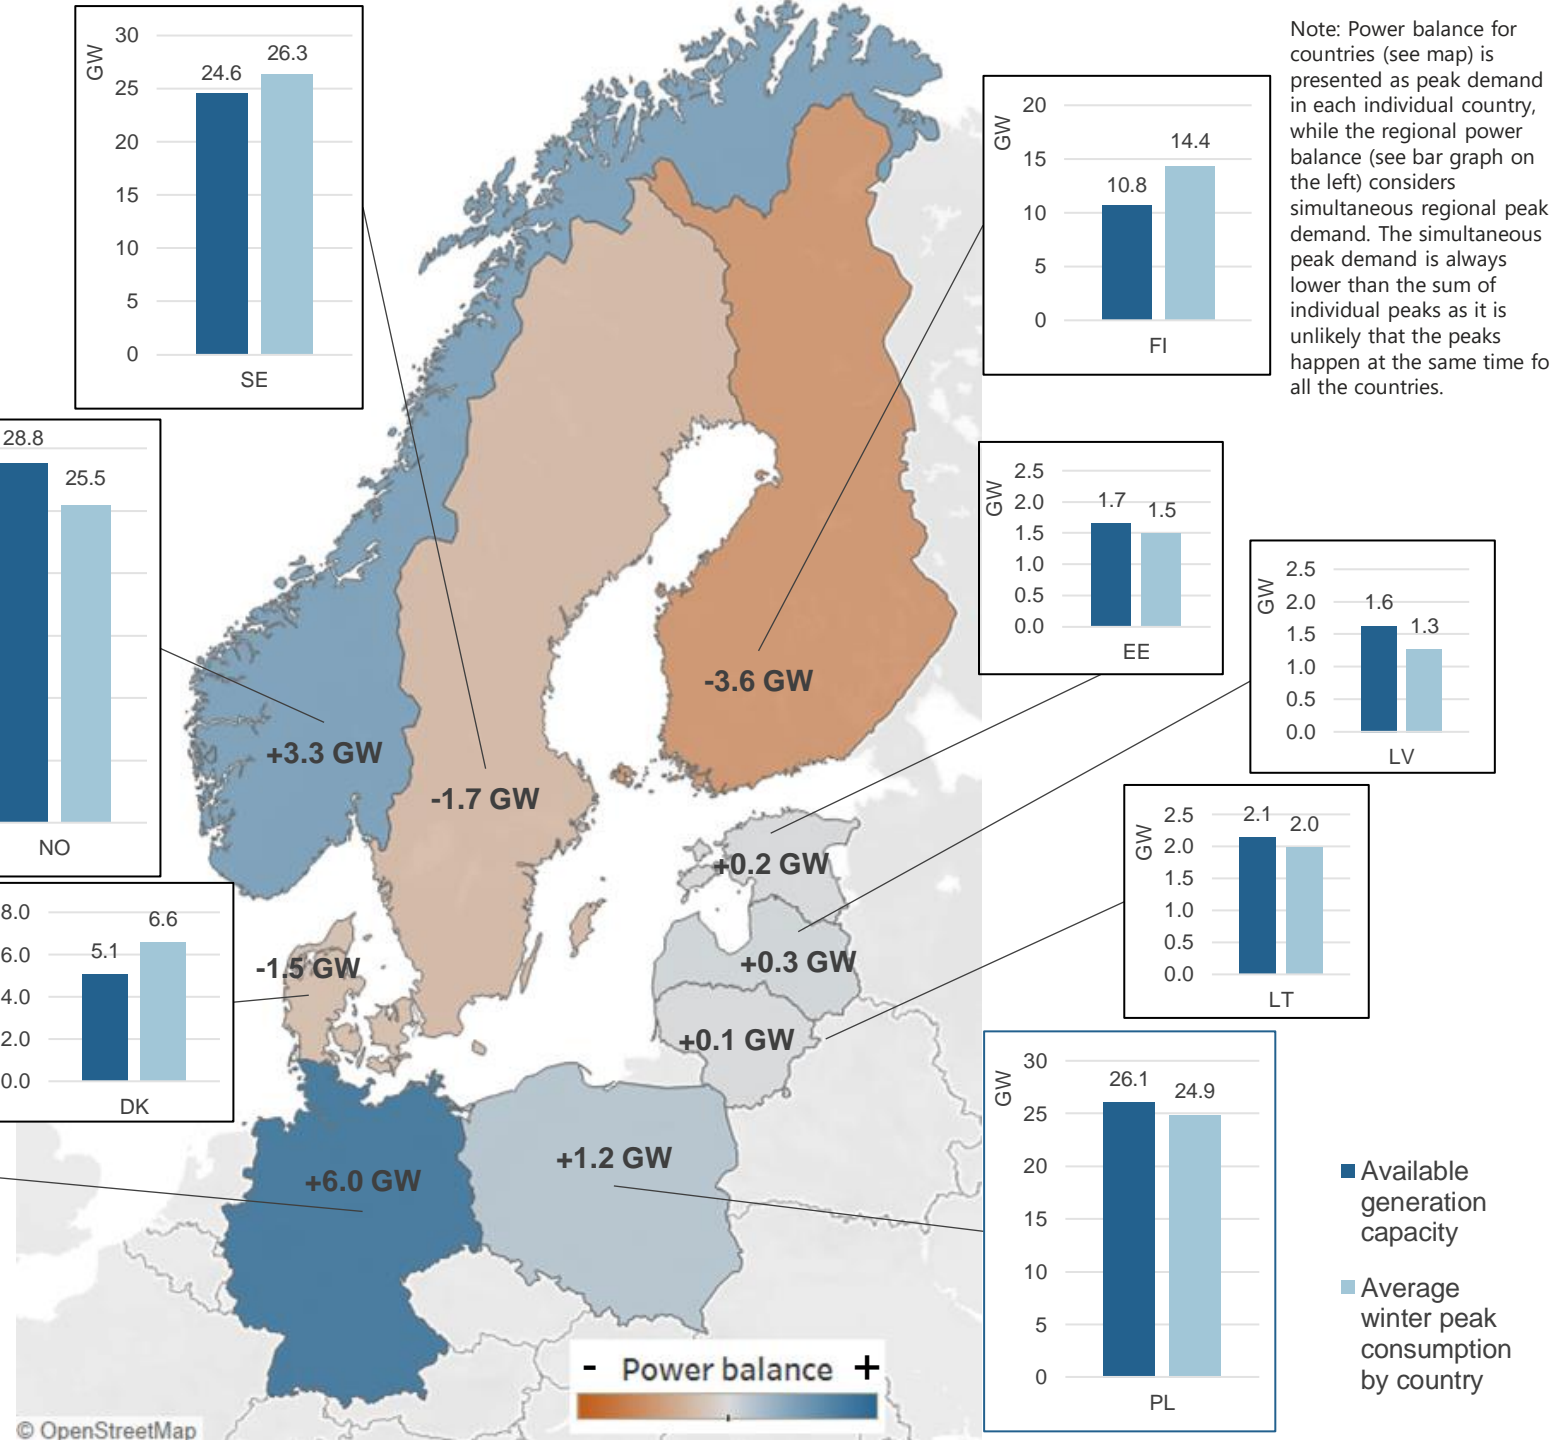 30
GW
25
20
15
10
5
0
24.6
26.3
SE
28.8
25.5
NO
8.0
6.0
4.0
2.0
0.0
5.1
6.6
DK
Note: Power balance for
countries (see map) is
presented as peak demand
in each individual country,
while the regional power
balance (see bar graph on
the left) considers
simultaneous regional peak
demand. The simultaneous
peak demand is always
lower than the sum of
individual peaks as it is
unlikely that the peaks
happen at the same time fo
all the countries.
20
GW
15
10
5
0
10.8
14.4
FI
2.5
GW
2.0
1.5
1.0
0.5
0.0
1.7
1.5
EE
2.5
GW
2.0
1.5
1.0
0.5
0.0
1.6
1.3
LV
2.5
GW
2.0
1.5
1.0
0.5
0.0
2.1
2.0
LT
30
GW
25
20
15
10
5
0
26.1
24.9
PL
-3.6 GW
+3.3 GW
-1.7 GW
+0.2 GW
-1.5 GW
+0.3 GW
+0.1 GW
+1.2 GW
+6.0 GW
Available
generation
capacity
Average
winter peak
consumption
by country
- Power balance +
© OpenStreetMap